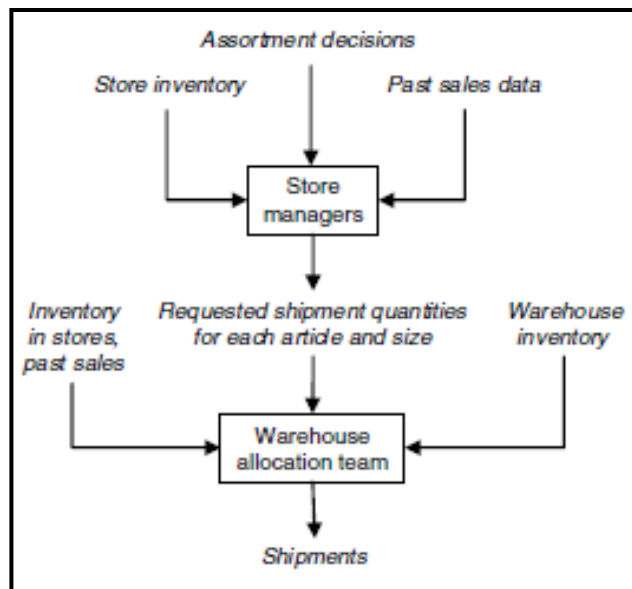 Assortment decisions
Store inventory
Past sales data
Store
managers
Inventory
in stores,
past sales
Requested shipment quantities
for each article and size
Warehouse
inventory
Warehouse
allocation team
Shipments